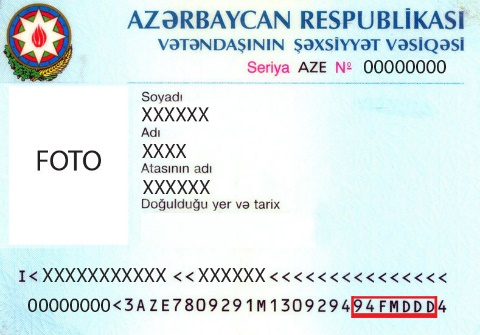 AZƏRBAYCAN RESPUBLİKASI
VƏTƏNDAŞININ ŞƏXSİYYƏT VƏSİQƏSİ
Seriya AZE № 00000000
Soyadı
XXXXXX
Adı
XXXX
Atasının adı
XXXXXX
Doğulduğu yer və tarix
FOTO
I<XXXXXXXXXXX <<XXXXXX<<<<<<<<<<<<<<<
00000000<3AZE7809291M130929494FMDDD4